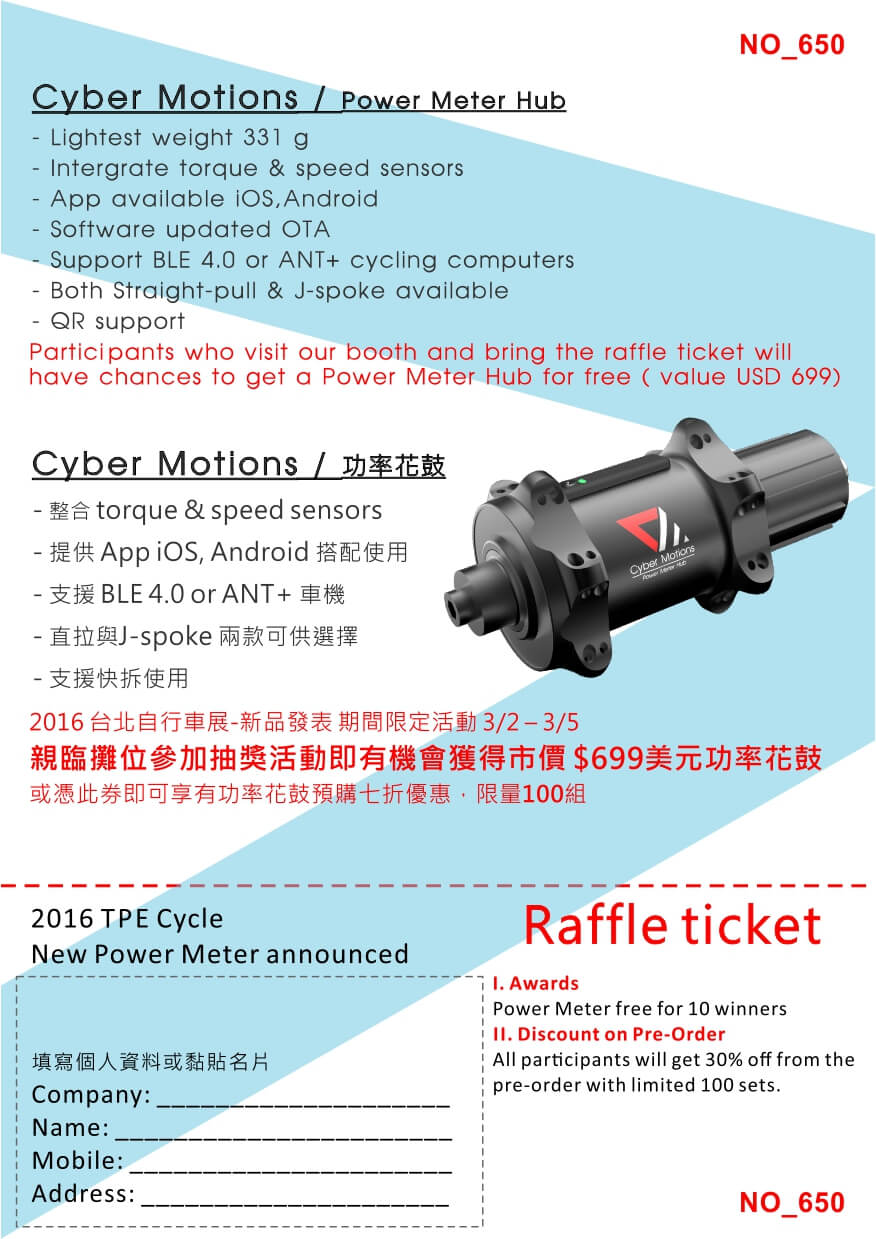 NO_650
Cyber Motions / Power Meter Hub
- Lightest weight 331 g
- Intergrate torque & speed sensors
- App available iOS,Android
- Software updated OTA
- Support BLE 4.0 or ANT+ cycling computers
- Both Straight-pull & J-spoke available
- QR support
Participants who visit our booth and bring the raffle ticket will
have chances to get a Power Meter Hub for free ( value USD 699)
Cyber Motions / 功率花鼓
- 整合 torque & speed sensors
- 提供 App iOS, Android 搭配使用
- 支援 BLE 4.0 or ANT+ 車機
- 直拉與J-spoke 兩款可供選擇
- 支援快拆使用
Cyber Motions
Power Meter Hub
2016 台北自行車展-新品發表 期間限定活動 3/2 – 3/5
親臨攤位參加抽獎活動即有機會獲得市價 $699美元功率花鼓
或憑此券即可享有功率花鼓預購七折優惠，限量100組
2016 TPE Cycle
New Power Meter announced
填寫個人資料或黏貼名片
Company: ____________________
Name: _______________________
Mobile: ______________________
Address: _____________________
Raffle ticket
I. Awards
Power Meter free for 10 winners
II. Discount on Pre-Order
All participants will get 30% off from the
pre-order with limited 100 sets.
NO_650